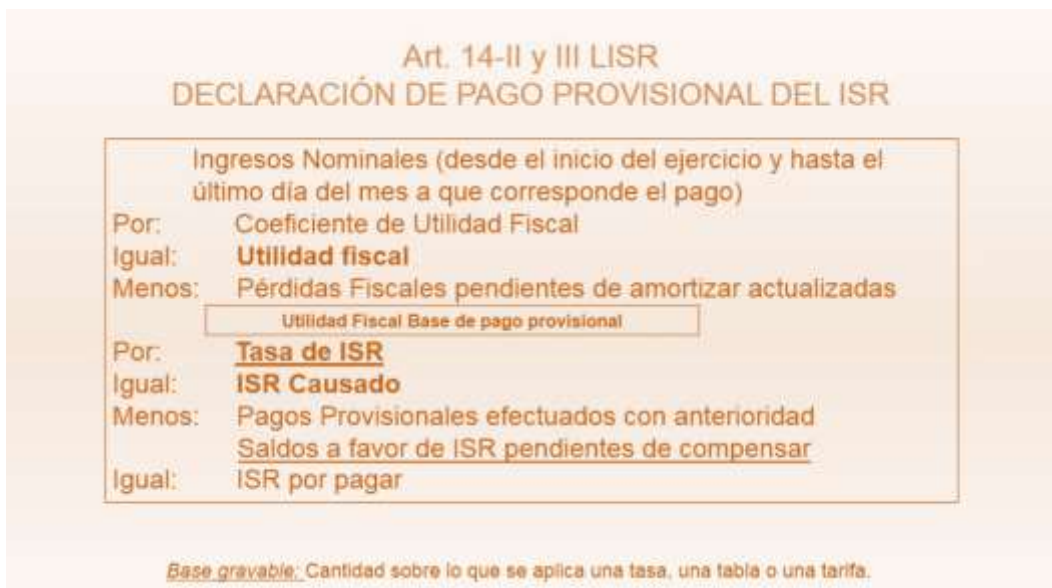 Art. 14-II y III LISR
DECLARACIÓN DE PAGO PROVISIONAL DEL ISR
Ingresos Nominales (desde el inicio del ejercicio y hasta el
último día del mes a que corresponde el pago)
Por: Coeficiente de Utilidad Fiscal
Igual: Utilidad fiscal
Menos: Pérdidas Fiscales pendientes de amortizar actualizadas
Utilidad Fiscal Base de pago provisional
Por: Tasa de ISR
Igual: ISR Causado
Menos: Pagos Provisionales efectuados con anterioridad
Saldos a favor de ISR pendientes de compensar
Igual: ISR por pagar
Base gravable: Cantidad sobre lo que se aplica una tasa, una tabla o una tarifa.